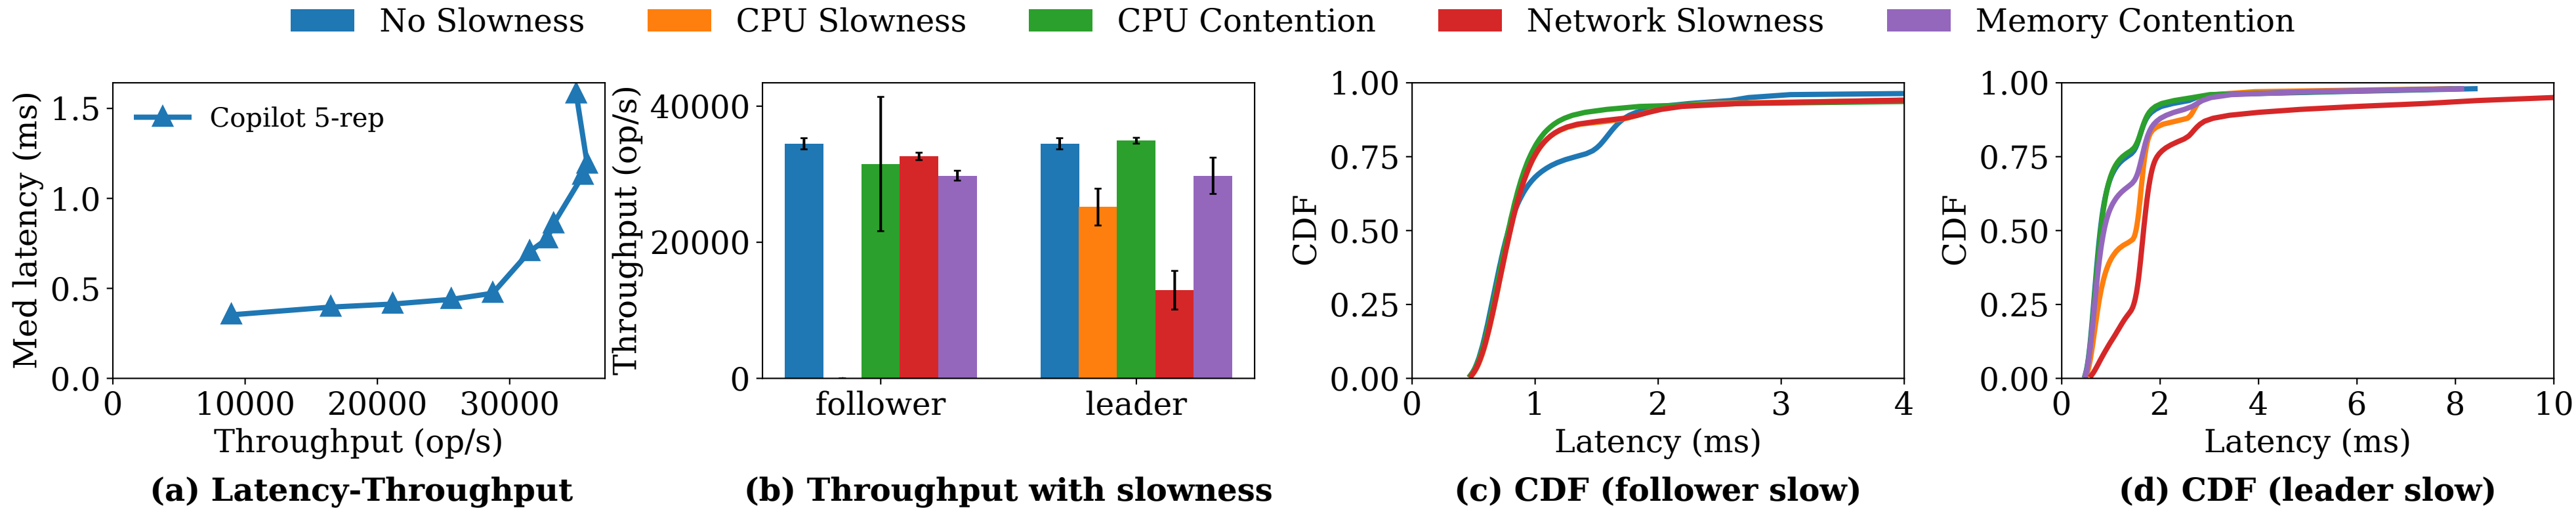 No Slowness CPU Slowness CPU Contention Network Slowness Memory Contention
Med latency (ms)
1.5
1.0
0.5
0.0
Copilot 5-rep
0 10000 20000 30000
Throughput (op/s)
(a) Latency-Throughput
Throughput (op/s)
40000
20000
0
follower leader
(b) Throughput with slowness
CDF
1.00
0.75
0.50
0.25
0.00
0 1 2 3 4
Latency (ms)
(c) CDF (follower slow)
CDF
1.00
0.75
0.50
0.25
0.00
0 2 4 6 8 10
Latency (ms)
(d) CDF (leader slow)